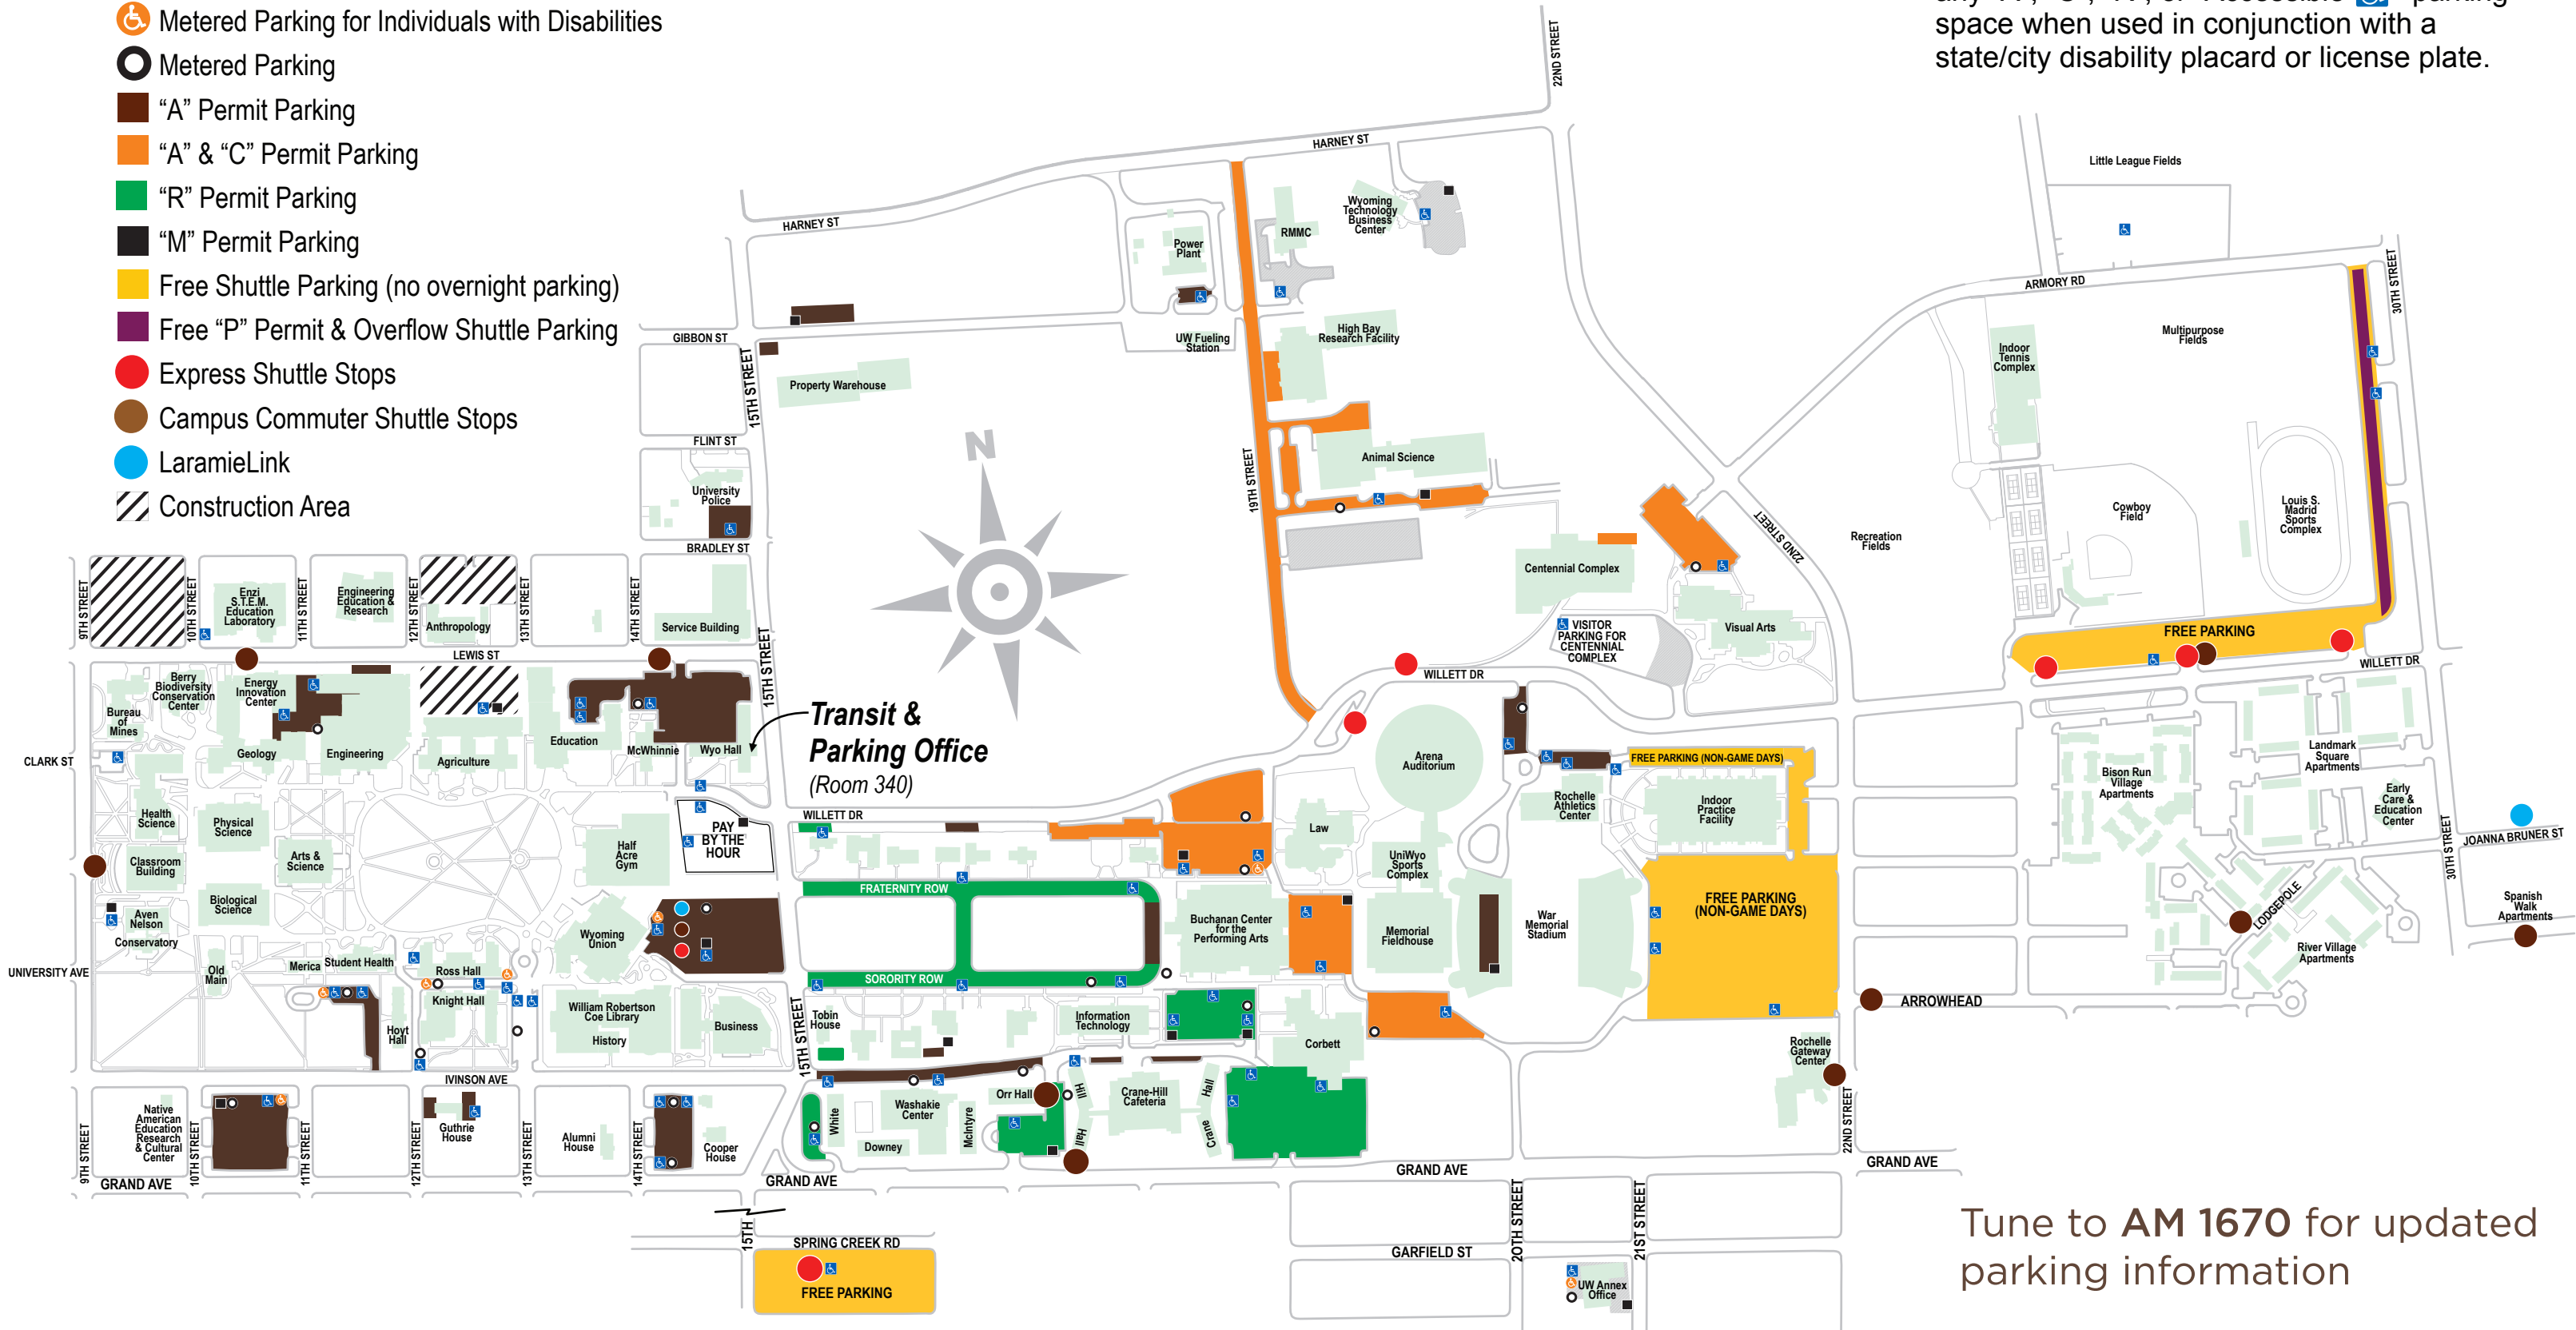 Metered Parking for Individuals with Disabilities
Metered Parking
“A” Permit Parking
“A” & “C” Permit Parking
“R” Permit Parking
“M” Permit Parking
Free Shuttle Parking (no overnight parking)
Free “P” Permit & Overflow Shuttle Parking
Express Shuttle Stops
Campus Commuter Shuttle Stops
LaramieLink
Construction Area
space when used in conjunction with a
state/city disability placard or license plate.
22ND STREET
HARNEY ST
HARNEY ST
Little League Fields
Wyoming
Technology
Business
Center
RMMC
Power
Plant
ARMORY RD
30TH STREET
GIBBON ST
UW Fueling
Station
High Bay
Research Facility
Multipurpose
Fields
Indoor
Tennis
Complex
15TH STREET
Property Warehouse
FLINT ST
19TH STREET
Animal Science
N
University
Police
BRADLEY ST
22ND STREET
Recreation
Fields
Cowboy
Field
Louis S.
Madrid
Sports
Complex
9TH STREET
10TH STREET
Enzi
S.T.E.M.
Education
Laboratory
11TH STREET
Engineering
Education &
Research
12TH STREET
Anthropology
13TH STREET
14TH STREET
Service Building
15TH STREET
Centennial Complex
VISITOR
PARKING FOR
CENTENNIAL
COMPLEX
Visual Arts
FREE PARKING
WILLETT DR
LEWIS ST
WILLETT DR
Berry
Biodiversity
Conservation
Center
Energy
Innovation
Center
Bureau
of
Mines
Geology
Engineering
Agriculture
Education
McWhinnie
Wyo Hall
Transit &
Parking Office
(Room 340)
CLARK ST
Arena
Auditorium
FREE PARKING (NON-GAME DAYS)
Rochelle
Athletics
Center
Indoor
Practice
Facility
Bison Run
Village
Apartments
Landmark
Square
Apartments
Early
Care &
Education
Center
JOANNA BRUNER ST
30TH STREET
Health
Science
Physical
Science
Classroom
Building
Arts &
Science
Biological
Science
Half
Acre
Gym
PAY
BY THE
HOUR
WILLETT DR
Law
UniWyo
Sports
Complex
FRATERNITY ROW
FREE PARKING
(NON-GAME DAYS)
Aven
Nelson
Conservatory
Wyoming
Union
Buchanan Center
for the
Performing Arts
Memorial
Fieldhouse
War
Memorial
Stadium
LODGEPOLE
Spanish
Walk
Apartments
River Village
Apartments
UNIVERSITY AVE
Old
Main
Merica
Student Health
Ross Hall
Knight Hall
Hoyt
Hall
SORORITY ROW
ARROWHEAD
William Robertson
Coe Library
History
Business
15TH STREET
Tobin
House
Information
Technology
Corbett
Rochelle
Gateway
Center
IVINSON AVE
Native
American
Education
Research
& Cultural
Center
9TH STREET
10TH STREET
11TH STREET
12TH STREET
Guthrie
House
13TH STREET
Alumni
House
14TH STREET
Cooper
House
White
Washakie
Center
Downey
McIntyre
Orr Hall
Hill
Hall
Crane-Hill
Cafeteria
Hall
Crane
22ND STREET
GRAND AVE
GRAND AVE
GRAND AVE
GRAND AVE
15TH
SPRING CREEK RD
FREE PARKING
20TH STREET
21ST STREET
GARFIELD ST
UW Annex
Office
Tune to AM 1670 for updated
parking information